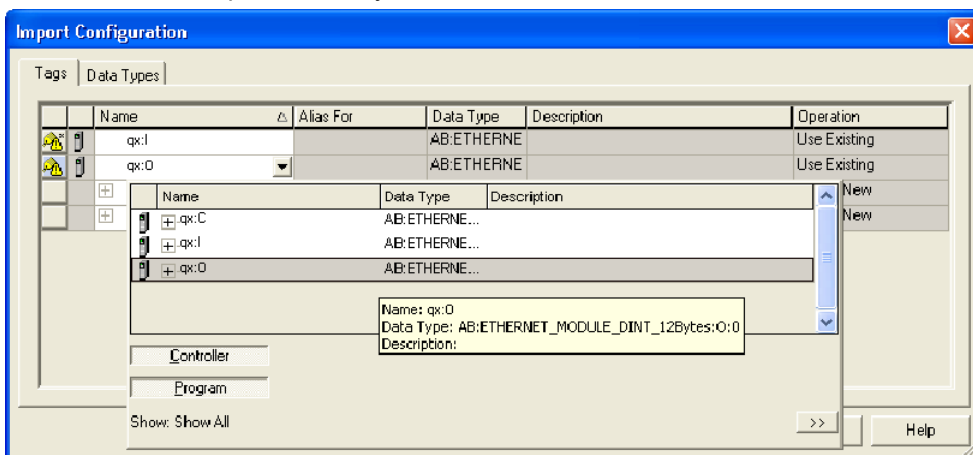 Import Configuration
Tags Data Types
Name Alias For Data Type Description Operation
qx:I AB:ETHERNE Use Existing
qx:O AB:ETHERNE Use Existing
New
New
Name Data Type Description
qx:C AB:ETHERNE...
qx:I AB:ETHERNE...
qx:O AB:ETHERNE...
Name: qx:O
Data Type: AB:ETHERNET_MODULE_DINT_12Bytes:O:0
Description:
Controller
Program
Show: Show All >>
Help